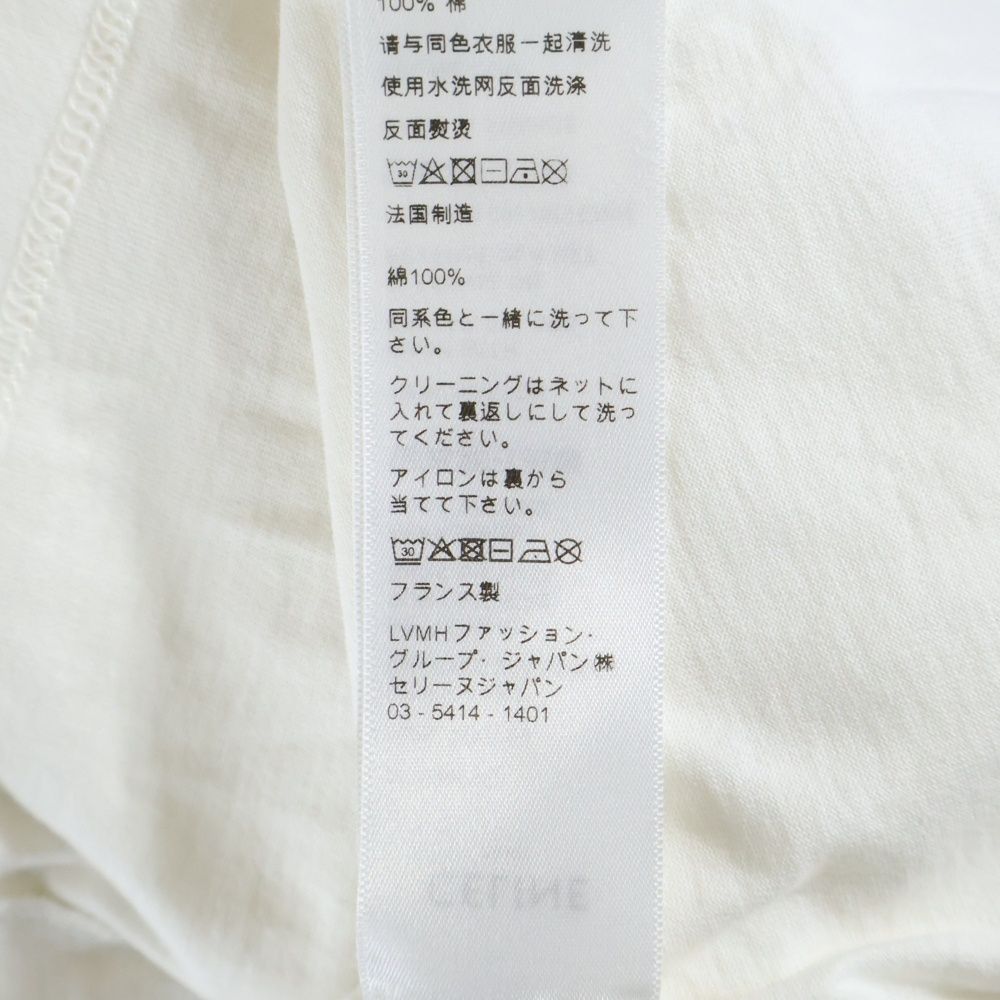 100% 棉
请与同色衣服一起清洗
使用水洗网反面洗涤
反面熨烫
30
法国制造
綿100%
同系色と一緒に洗って下
さい。
クリーニングはネットに
入れて裏返しにして洗っ
てください。
アイロンは裏から
当てて下さい。
30
フランス製
LVMHファッション・
グループ・ジャパン㈱
セリーヌジャパン
03 - 5414 - 1401
CELINE